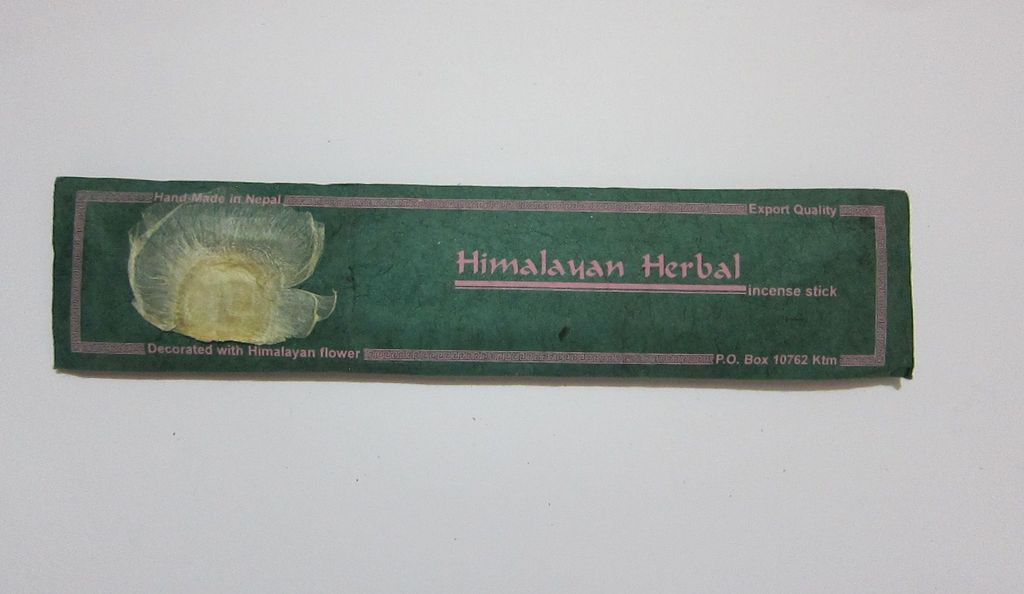 Hand Made in Nepal
Export Quality
Himalayan Herbal
incense stick
Decorated with Himalayan flower
P.O. Box 10762 Ktm